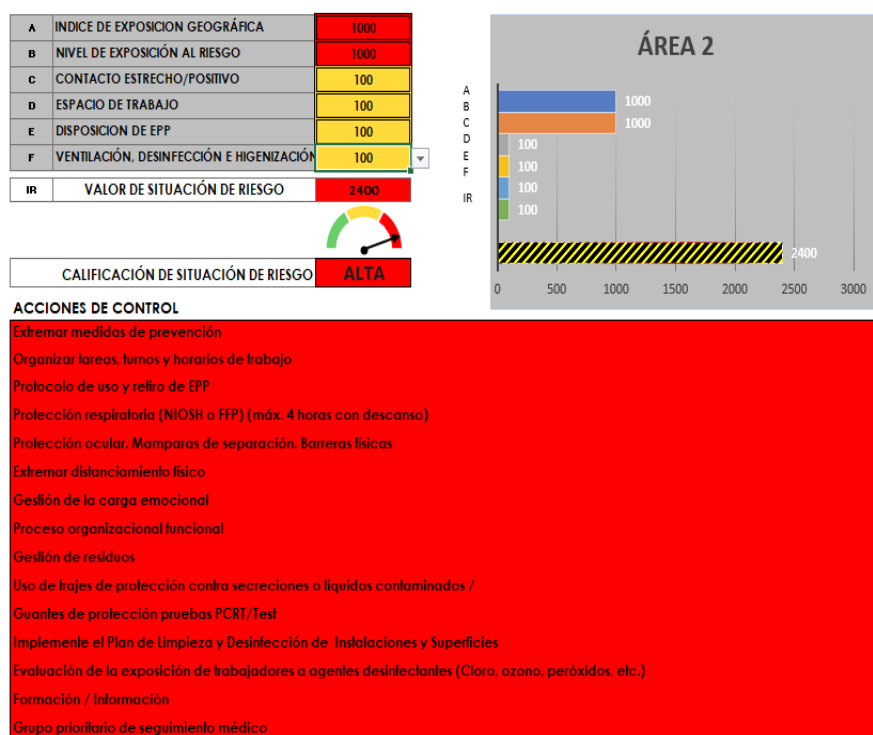 A INDICE DE EXPOSICION GEOGRÁFICA 1000
B NIVEL DE EXPOSICIÓN AL RIESGO 1000
C CONTACTO ESTRECHO/POSITIVO 100
D ESPACIO DE TRABAJO 100
E DISPOSICION DE EPP 100
F VENTILACIÓN, DESINFECCIÓN E HIGENIZACIÓN 100
IR VALOR DE SITUACIÓN DE RIESGO 2400
CALIFICACIÓN DE SITUACIÓN DE RIESGO ALTA
ÁREA 2
A
B
C
D
E
F
IR
1000
1000
100
100
100
100
2400
0 500 1000 1500 2000 2500 3000
ACCIONES DE CONTROL
Extremar medidas de prevención
Organizar tareas, turnos y horarios de trabajo
Protocolo de uso y retiro de EPP
Protección respiratoria (NIOSH o FFP) (máx. 4 horas con descanso)
Protección ocular. Mamparas de separación. Barreras físicas
Extremar distanciamiento físico
Gestión de la carga emocional
Proceso organizacional funcional
Gestión de residuos
Uso de trajes de protección contra secreciones o líquidos contaminados /
Guantes de protección pruebas PCRT/Test
Implemente el Plan de Limpieza y Desinfección de Instalaciones y Superficies
Evaluación de la exposición de trabajadores a agentes desinfectantes (Cloro, ozono, peróxidos, etc.)
Formación / Información
Grupo prioritario de seguimiento médico